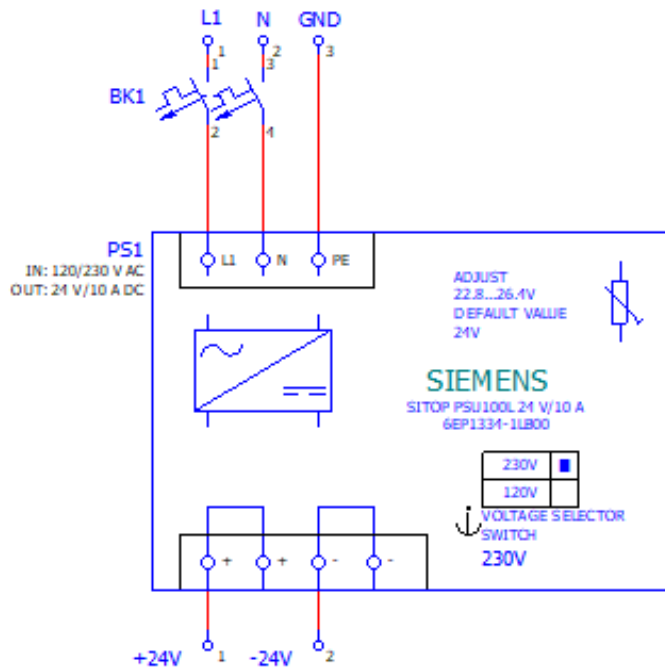 L1 N GND
1 2 3
1 3
BK1
2 4
PS1
IN: 120/230 V AC
OUT: 24 V/10 A DC
L1 N PE
ADJUST
22.8...26.4V
DEFAULT VALUE
24V
SIEMENS
SITOP PSU100L 24 V/10 A
6EP1334-1LB00
230V
120V
VOLTAGE SELECTOR
SWITCH
230V
+ + - -
+24V 1 -24V 2